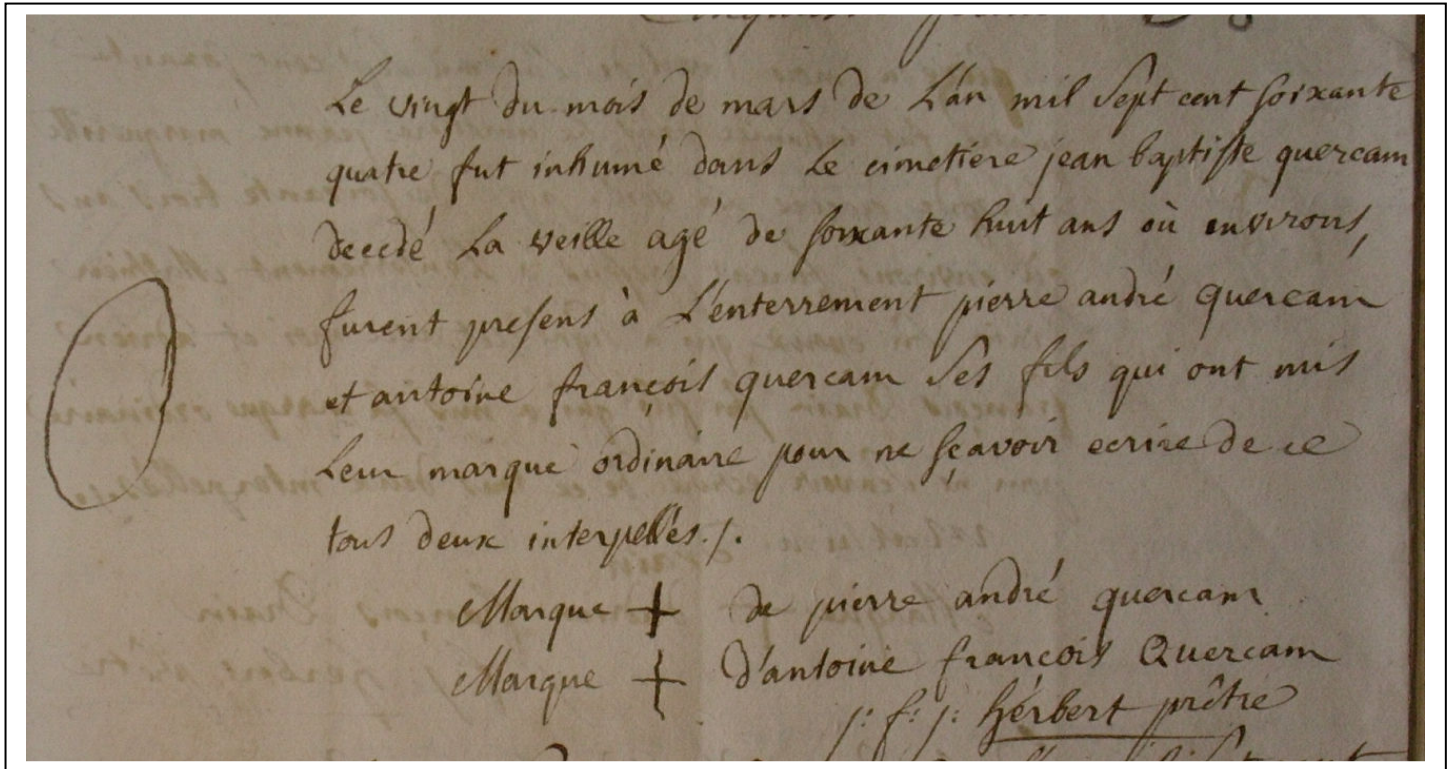 Le vingt du mois de mars de L'an mil Sept cent soixante
quatre fut inhumé dans Le cimetiere jean baptiste quercam
decedé La veille agé de soixante huit ans où environs,
furent presens à L'enterrement pierre andré quercam
et antoine françois quercam Ses fils qui ont mis
Leur marque ordinaire pour ne scavoir ecrire de ce
tous deux interpellés./.
Marque + de pierre andré quercam
Marque + d'antoine françois Quercam
j: f: j: hérbert prêtre